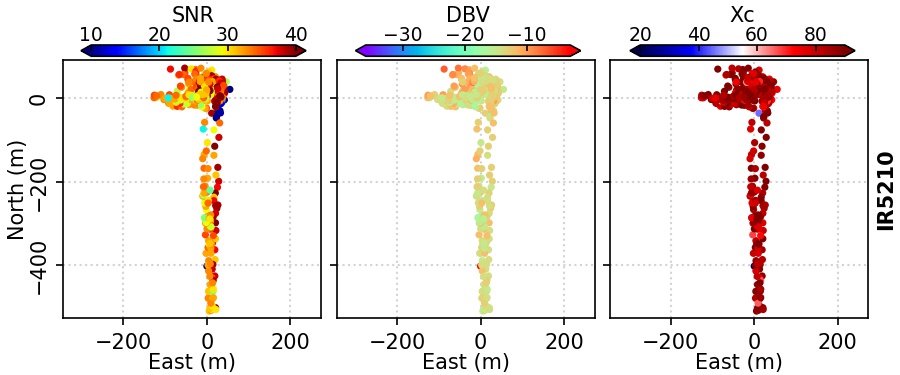 SNR DBV Xc
10 20 30 40 −30 −20 −10 20 40 60 80
0
−200
−400
North (m)
IR5210
−200 0 200 −200 0 200 −200 0 200
East (m) East (m) East (m)